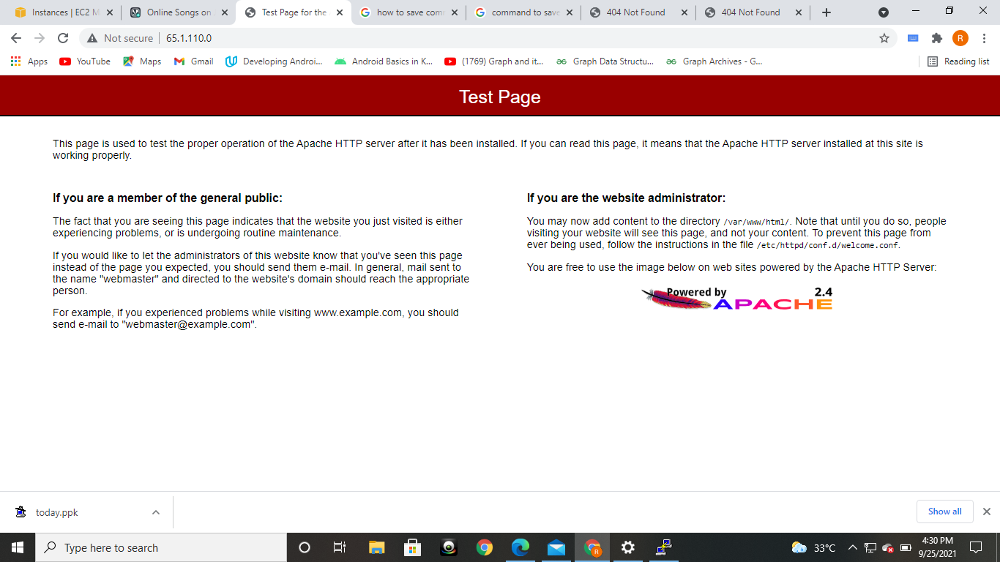 Instances | EC2 M
Online Songs on
Test Page for the
how to save com
command to save
404 Not Found
404 Not Found
Not secure
65.1.110.0
R
Apps
YouTube
Maps
Gmail
Developing Androi...
Android Basics in K...
(1769) Graph and it...
Graph Data Structu...
Graph Archives - G...
Reading list
Test Page
This page is used to test the proper operation of the Apache HTTP server after it has been installed. If you can read this page, it means that the Apache HTTP server installed at this site is
working properly.
If you are a member of the general public:
The fact that you are seeing this page indicates that the website you just visited is either
experiencing problems, or is undergoing routine maintenance.
If you would like to let the administrators of this website know that you've seen this page
instead of the page you expected, you should send them e-mail. In general, mail sent to
the name "webmaster" and directed to the website's domain should reach the appropriate
person.
For example, if you experienced problems while visiting www.example.com, you should
send e-mail to "webmaster@example.com".
If you are the website administrator:
You may now add content to the directory /var/www/html/. Note that until you do so, people
visiting your website will see this page, and not your content. To prevent this page from
ever being used, follow the instructions in the file /etc/httpd/conf.d/welcome.conf.
You are free to use the image below on web sites powered by the Apache HTTP Server:
Powered by 2.4
APACHE
today.ppk
Show all
Type here to search
R
33°C
4:30 PM
9/25/2021